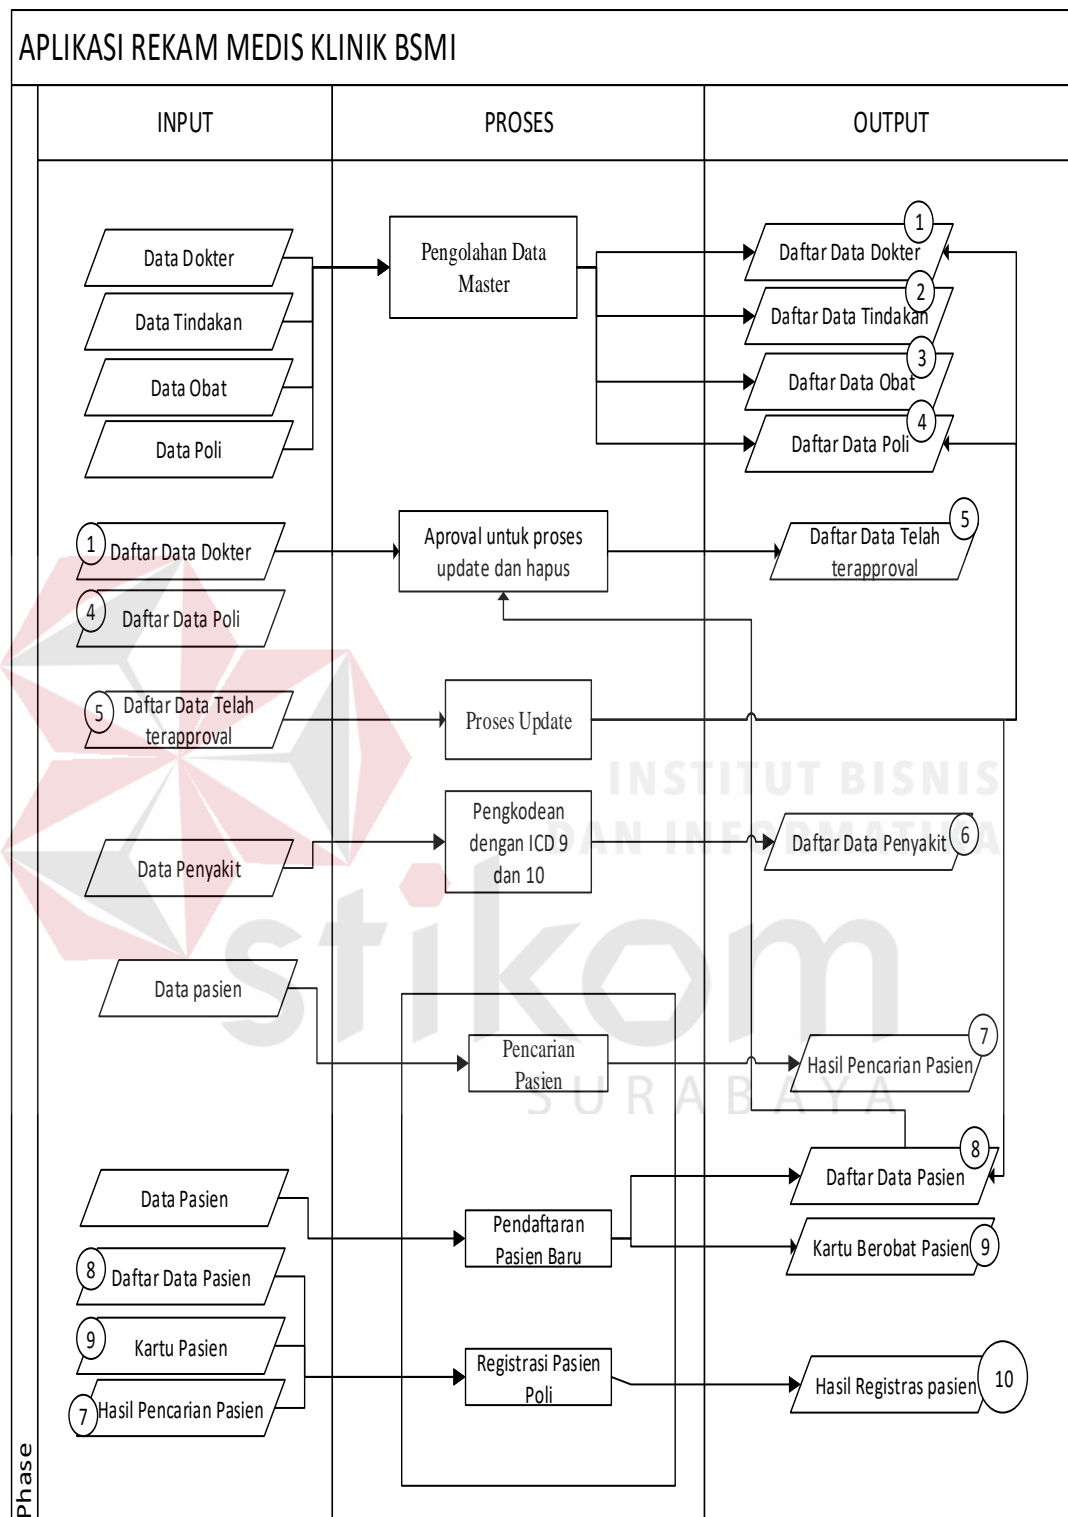 APLIKASI REKAM MEDIS KLINIK BSMI
INPUT
PROSES
OUTPUT
Data Dokter
Data Tindakan
Data Obat
Data Poli
Pengolahan Data
Master
1
Daftar Data Dokter
2
Daftar Data Tindakan
3
Daftar Data Obat
4
Daftar Data Poli
1
Daftar Data Dokter
4
Daftar Data Poli
Aproval untuk proses
update dan hapus
5
Daftar Data Telah
terapproval
5
Daftar Data Telah
terapproval
Proses Update
INSTITUT BISNIS
DAN INFORMATIKA
Data Penyakit
Pengkodean
dengan ICD 9
dan 10
Daftar Data Penyakit
6
stikom
SURABAYA
Data pasien
Pencarian
Pasien
7
Hasil Pencarian Pasien
Data Pasien
Pendaftaran
Pasien Baru
8
Daftar Data Pasien
Kartu Berobat Pasien
9
8
Daftar Data Pasien
9
Kartu Pasien
7
Hasil Pencarian Pasien
Registrasi Pasien
Poli
Hasil Registras pasien
10
Phase